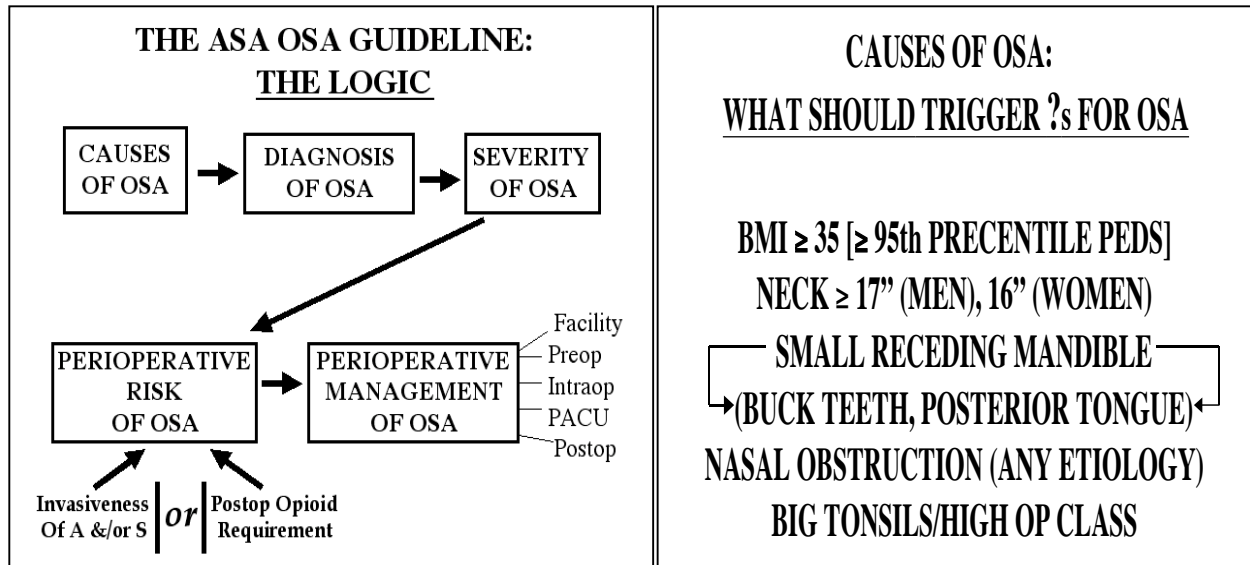 THE ASA OSA GUIDELINE:
THE LOGIC
CAUSES
OF OSA
DIAGNOSIS
OF OSA
SEVERITY
OF OSA
PERIOPERATIVE
RISK
OF OSA
PERIOPERATIVE
MANAGEMENT
OF OSA
Facility
Preop
Intraop
PACU
Postop
Invasiveness
Of A &/or S
or
Postop Opioid
Requirement
CAUSES OF OSA:
WHAT SHOULD TRIGGER ?s FOR OSA
BMI ≥ 35 [≥ 95th PRECENTILE PEDS]
NECK ≥ 17” (MEN), 16” (WOMEN)
SMALL RECEDING MANDIBLE
(BUCK TEETH, POSTERIOR TONGUE)
NASAL OBSTRUCTION (ANY ETIOLOGY)
BIG TONSILS/HIGH OP CLASS